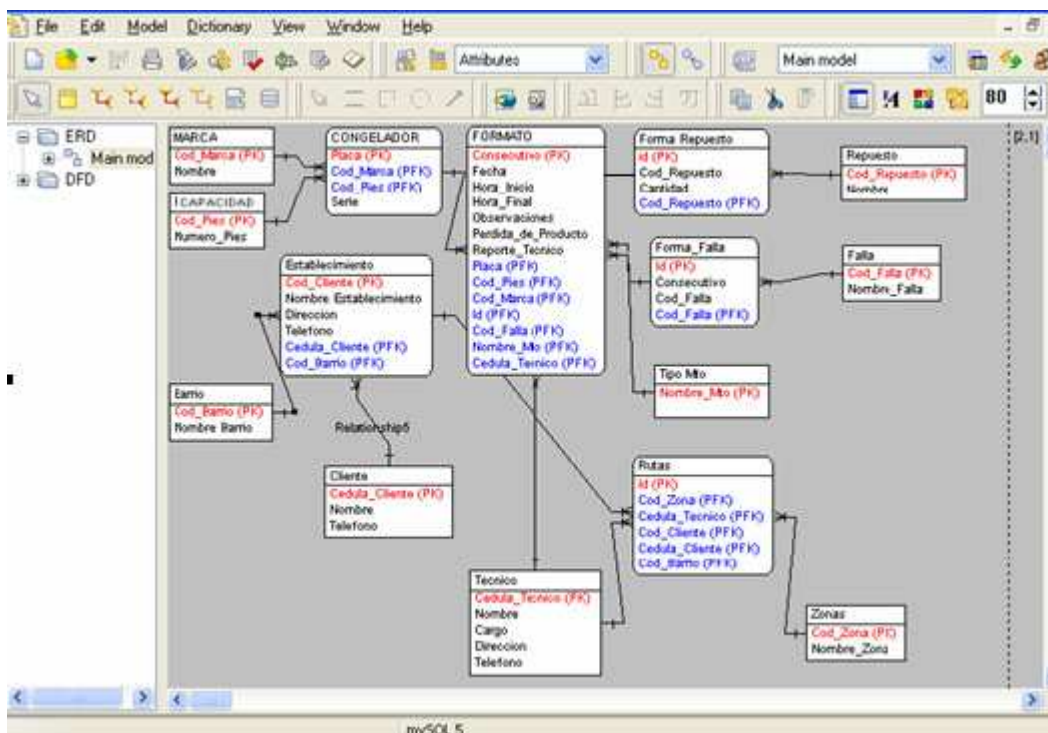 File Edit Model Dictionary View Window Help
Attributes
Main model
80
ERD
Main mod
DFD
[2,1]
MARCA
Cod_Marca (PK)
Nombre
CAPACIDAD
Cod_Pies (PK)
Numero_Pies
CONGELADOR
Placa (PK)
Cod_Marca (PFK)
Cod_Pies (PFK)
Serie
FORMATO
Consecutivo (PK)
Fecha
Hora_Inicio
Hora_Final
Observaciones
Perdida_de_Producto
Reporte_Tecnico
Placa (PFK)
Cod_Pies (PFK)
Cod_Marca (PFK)
Id (PFK)
Cod_Falla (PFK)
Nombre_Mto (PFK)
Cedula_Tecnico (PFK)
Forma Repuesto
Id (PK)
Cod_Repuesto
Cantidad
Cod_Repuesto (PFK)
Repuesto
Cod_Repuesto (PK)
Nombre
Forma_Falla
Id (PK)
Consecutivo
Cod_Falla
Cod_Falla (PFK)
Falla
Cod_Falla (PK)
Nombre_Falla
Establecimiento
Cod_Cliente (PK)
Nombre Establecimiento
Direccion
Telefono
Cedula_Cliente (PFK)
Cod_Barrio (PFK)
Tipo Mto
Nombre_Mto (PK)
Barrio
Cod_Barrio (PK)
Nombre Barrio
Relationship5
Cliente
Cedula_Cliente (PK)
Nombre
Telefono
Rutas
Id (PK)
Cod_Zona (PFK)
Cedula_Tecnico (PFK)
Cod_Cliente (PFK)
Cedula_Cliente (PFK)
Cod_Barrio (PFK)
Tecnico
Cedula_Tecnico (PK)
Nombre
Cargo
Direccion
Telefono
Zonas
Cod_Zona (PK)
Nombre_Zona
mySQL 5